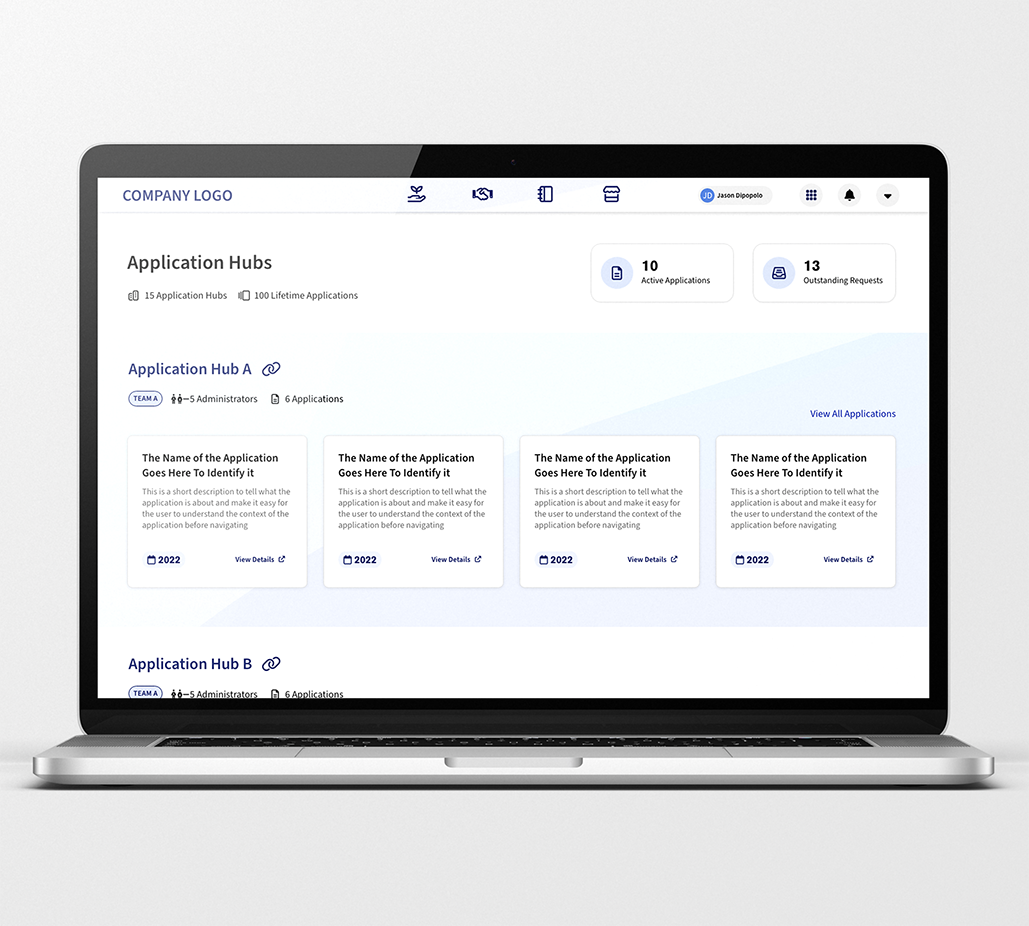 COMPANY LOGO
JD Jason Dipopolo
Application Hubs
15 Application Hubs 100 Lifetime Applications
10
Active Applications
13
Outstanding Requests
Application Hub A
TEAM A 5 Administrators 6 Applications
View All Applications
The Name of the Application
Goes Here To Identify it
This is a short description to tell what the
application is about and make it easy for
the user to understand the context of the
application before navigating
2022 View Details
The Name of the Application
Goes Here To Identify it
This is a short description to tell what the
application is about and make it easy for
the user to understand the context of the
application before navigating
2022 View Details
The Name of the Application
Goes Here To Identify it
This is a short description to tell what the
application is about and make it easy for
the user to understand the context of the
application before navigating
2022 View Details
The Name of the Application
Goes Here To Identify it
This is a short description to tell what the
application is about and make it easy for
the user to understand the context of the
application before navigating
2022 View Details
Application Hub B
TEAM A 5 Administrators 6 Applications